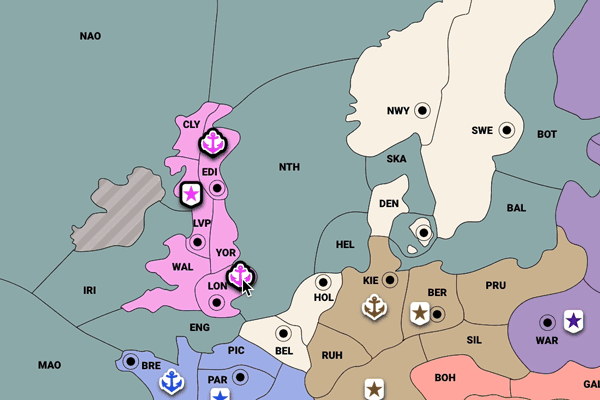 NAO
CLY
NWY
SWE
BOT
EDI
NTH
SKA
DEN
BAL
LVP
HEL
YOR
WAL
IRI
LON
HOL
KIE
BER
PRU
ENG
WAR
MAO
BRE
PIC
BEL
RUH
SIL
PAR
BOH
GAL